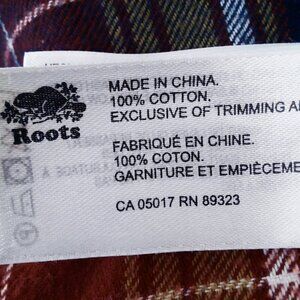 Roots
MADE IN CHINA.
100% COTTON.
EXCLUSIVE OF TRIMMING A
FABRIQUÉ EN CHINE.
100% COTON.
GARNITURE ET EMPIÈCEME
CA 05017 RN 89323